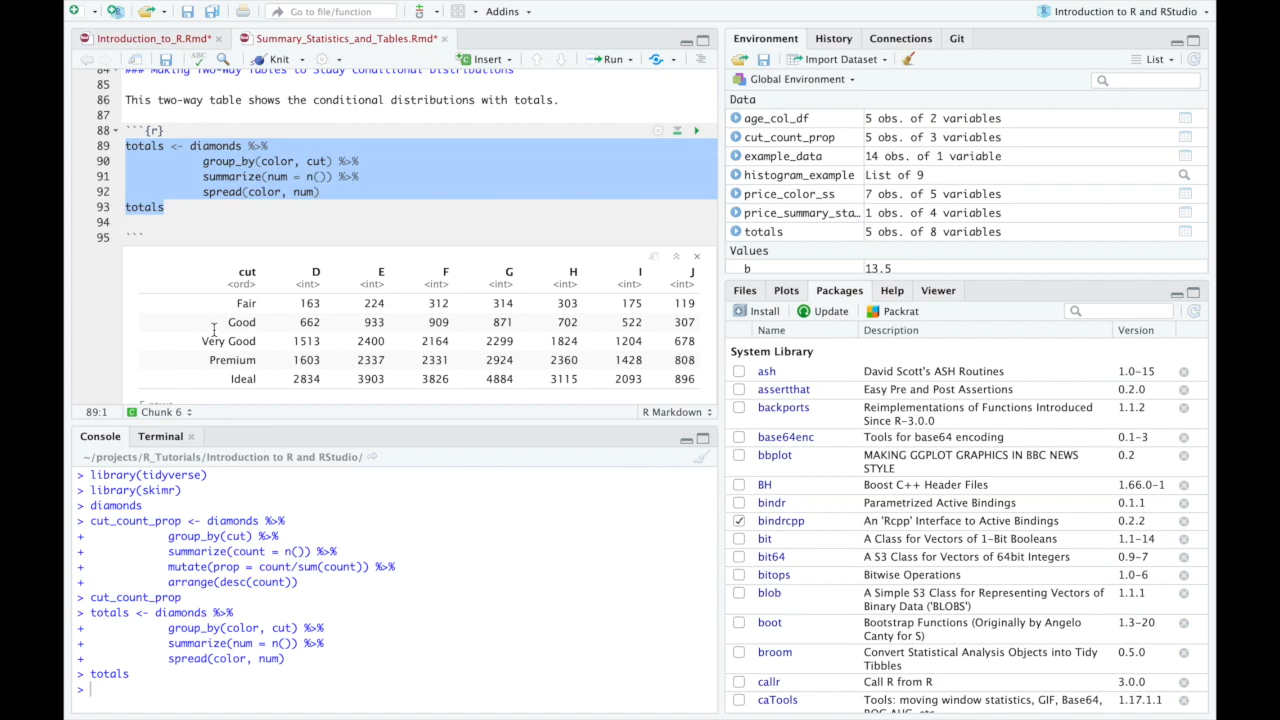 Go to file/function
Addins
Introduction to R and RStudio
Introduction_to_R.Rmd*
Summary_Statistics_and_Tables.Rmd*
ABC
Knit
Insert
Run
84 ### Making Two-Way Tables to Study Conditional Distributions
85
86 This two-way table shows the conditional distributions with totals.
87
88 ```{r}
89 totals <- diamonds %>%
90 group_by(color, cut) %>%
91 summarize(num = n()) %>%
92 spread(color, num)
93 totals
94
95 ```
cut D E F G H I J
<ord> <int> <int> <int> <int> <int> <int> <int>
Fair 163 224 312 314 303 175 119
Good 662 933 909 871 702 522 307
Very Good 1513 2400 2164 2299 1824 1204 678
Premium 1603 2337 2331 2924 2360 1428 808
Ideal 2834 3903 3826 4884 3115 2093 896
89:1 Chunk 6 R Markdown
Console Terminal
~/projects/R_Tutorials/Introduction to R and RStudio/
> library(tidyverse)
> library(skimr)
> diamonds
> cut_count_prop <- diamonds %>%
+ group_by(cut) %>%
+ summarize(count = n()) %>%
+ mutate(prop = count/sum(count)) %>%
+ arrange(desc(count))
> cut_count_prop
> totals <- diamonds %>%
+ group_by(color, cut) %>%
+ summarize(num = n()) %>%
+ spread(color, num)
> totals
>
Environment History Connections Git
Import Dataset
List
Global Environment
Data
age_col_df 5 obs. of 2 variables
cut_count_prop 5 obs. of 3 variables
example_data 14 obs. of 1 variable
histogram_example List of 9
price_color_ss 7 obs. of 5 variables
price_summary_sta… 1 obs. of 4 variables
totals 5 obs. of 8 variables
Values
b 13.5
Files Plots Packages Help Viewer
Install Update Packrat
Name Description Version
System Library
ash David Scott's ASH Routines 1.0-15
assertthat Easy Pre and Post Assertions 0.2.0
backports Reimplementations of Functions Introduced 1.1.2
Since R-3.0.0
base64enc Tools for base64 encoding 0.1-3
bbplot MAKING GGPLOT GRAPHICS IN BBC NEWS 0.2
STYLE
BH Boost C++ Header Files 1.66.0-1
bindr Parametrized Active Bindings 0.1.1
bindrcpp An 'Rcpp' Interface to Active Bindings 0.2.2
bit A Class for Vectors of 1-Bit Booleans 1.1-14
bit64 A S3 Class for Vectors of 64bit Integers 0.9-7
bitops Bitwise Operations 1.0-6
blob A Simple S3 Class for Representing Vectors of 1.1.1
Binary Data ('BLOBS')
boot Bootstrap Functions (Originally by Angelo 1.3-20
Canty for S)
broom Convert Statistical Analysis Objects into Tidy 0.5.0
Tibbles
callr Call R from R 3.0.0
caTools Tools: moving window statistics, GIF, Base64, 1.17.1.1